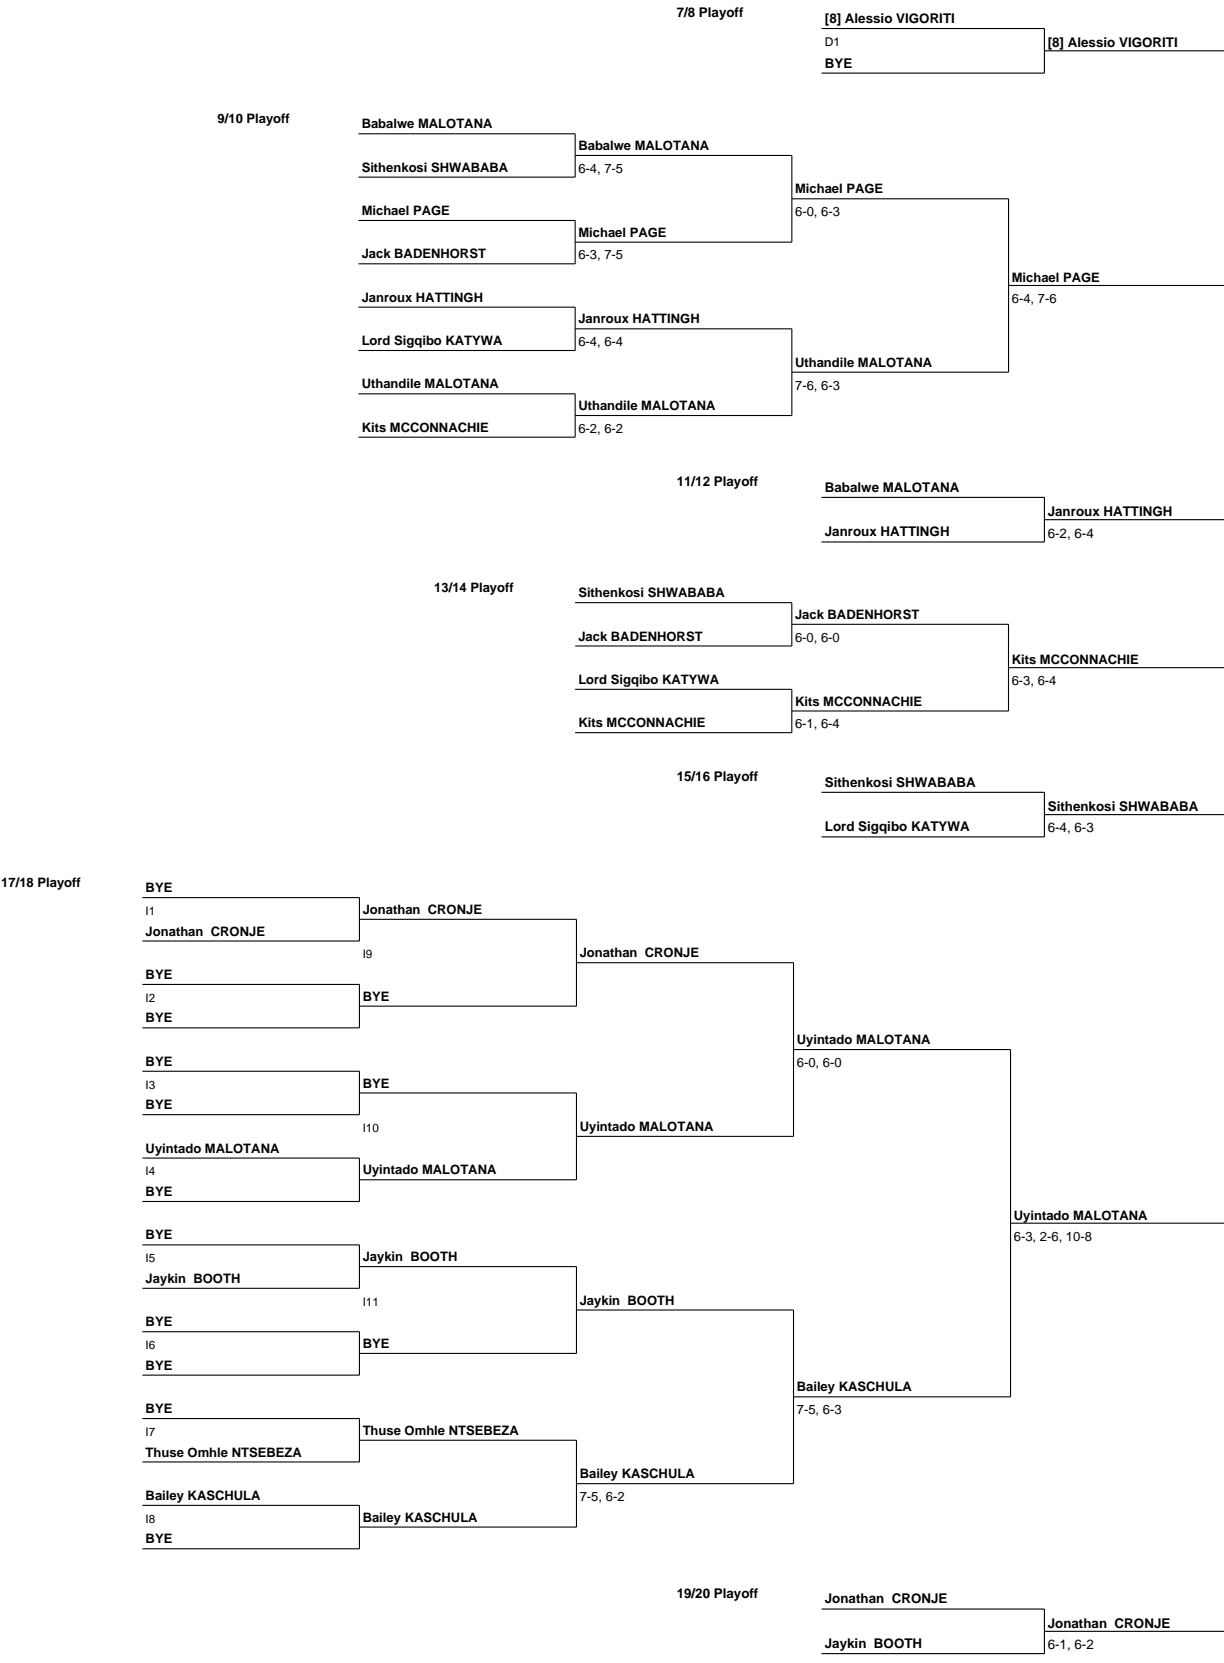 7/8 Playoff
[8] Alessio VIGORITI
D1
[8] Alessio VIGORITI
BYE
9/10 Playoff
Babalwe MALOTANA
Babalwe MALOTANA
Sithenkosi SHWABABA
6-4, 7-5
Michael PAGE
6-0, 6-3
Michael PAGE
Michael PAGE
Jack BADENHORST
6-3, 7-5
Michael PAGE
6-4, 7-6
Janroux HATTINGH
Janroux HATTINGH
Lord Sigqibo KATYWA
6-4, 6-4
Uthandile MALOTANA
7-6, 6-3
Uthandile MALOTANA
Uthandile MALOTANA
Kits MCCONNACHIE
6-2, 6-2
11/12 Playoff
Babalwe MALOTANA
Janroux HATTINGH
Janroux HATTINGH
6-2, 6-4
13/14 Playoff
Sithenkosi SHWABABA
Jack BADENHORST
Jack BADENHORST
6-0, 6-0
Kits MCCONNACHIE
6-3, 6-4
Lord Sigqibo KATYWA
Kits MCCONNACHIE
Kits MCCONNACHIE
6-1, 6-4
15/16 Playoff
Sithenkosi SHWABABA
Sithenkosi SHWABABA
Lord Sigqibo KATYWA
6-4, 6-3
17/18 Playoff
BYE
I1
Jonathan CRONJE
Jonathan CRONJE
I9
Jonathan CRONJE
BYE
I2
BYE
BYE
Uyintado MALOTANA
6-0, 6-0
BYE
I3
BYE
BYE
I10
Uyintado MALOTANA
Uyintado MALOTANA
I4
Uyintado MALOTANA
BYE
Uyintado MALOTANA
6-3, 2-6, 10-8
BYE
I5
Jaykin BOOTH
Jaykin BOOTH
I11
Jaykin BOOTH
BYE
I6
BYE
BYE
Bailey KASCHULA
7-5, 6-3
BYE
I7
Thuse Omhle NTSEBEZA
Thuse Omhle NTSEBEZA
Bailey KASCHULA
7-5, 6-2
Bailey KASCHULA
I8
Bailey KASCHULA
BYE
19/20 Playoff
Jonathan CRONJE
Jonathan CRONJE
Jaykin BOOTH
6-1, 6-2